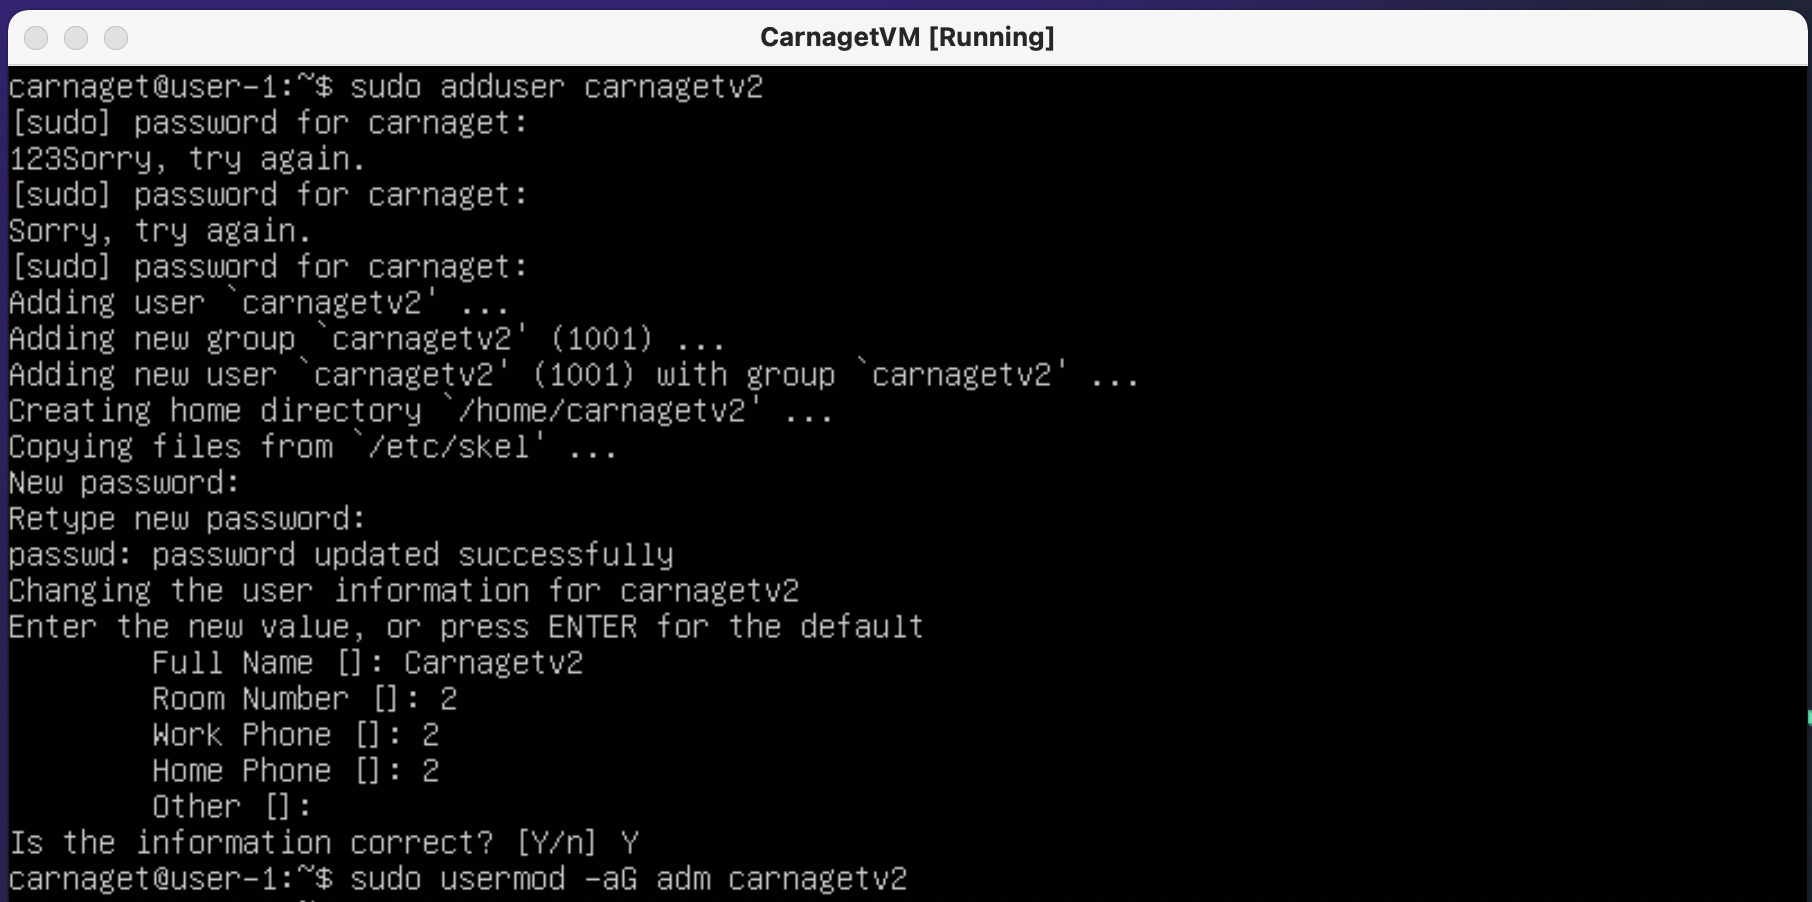 CarnagetVM [Running]
carnaget@user-1:~$ sudo adduser carnagetv2
[sudo] password for carnaget:
123Sorry, try again.
[sudo] password for carnaget:
Sorry, try again.
[sudo] password for carnaget:
Adding user `carnagetv2' ...
Adding new group `carnagetv2' (1001) ...
Adding new user `carnagetv2' (1001) with group `carnagetv2' ...
Creating home directory `/home/carnagetv2' ...
Copying files from `/etc/skel' ...
New password:
Retype new password:
passwd: password updated successfully
Changing the user information for carnagetv2
Enter the new value, or press ENTER for the default
Full Name []: Carnagetv2
Room Number []: 2
Work Phone []: 2
Home Phone []: 2
Other []:
Is the information correct? [Y/n] Y
carnaget@user-1:~$ sudo usermod -aG adm carnagetv2